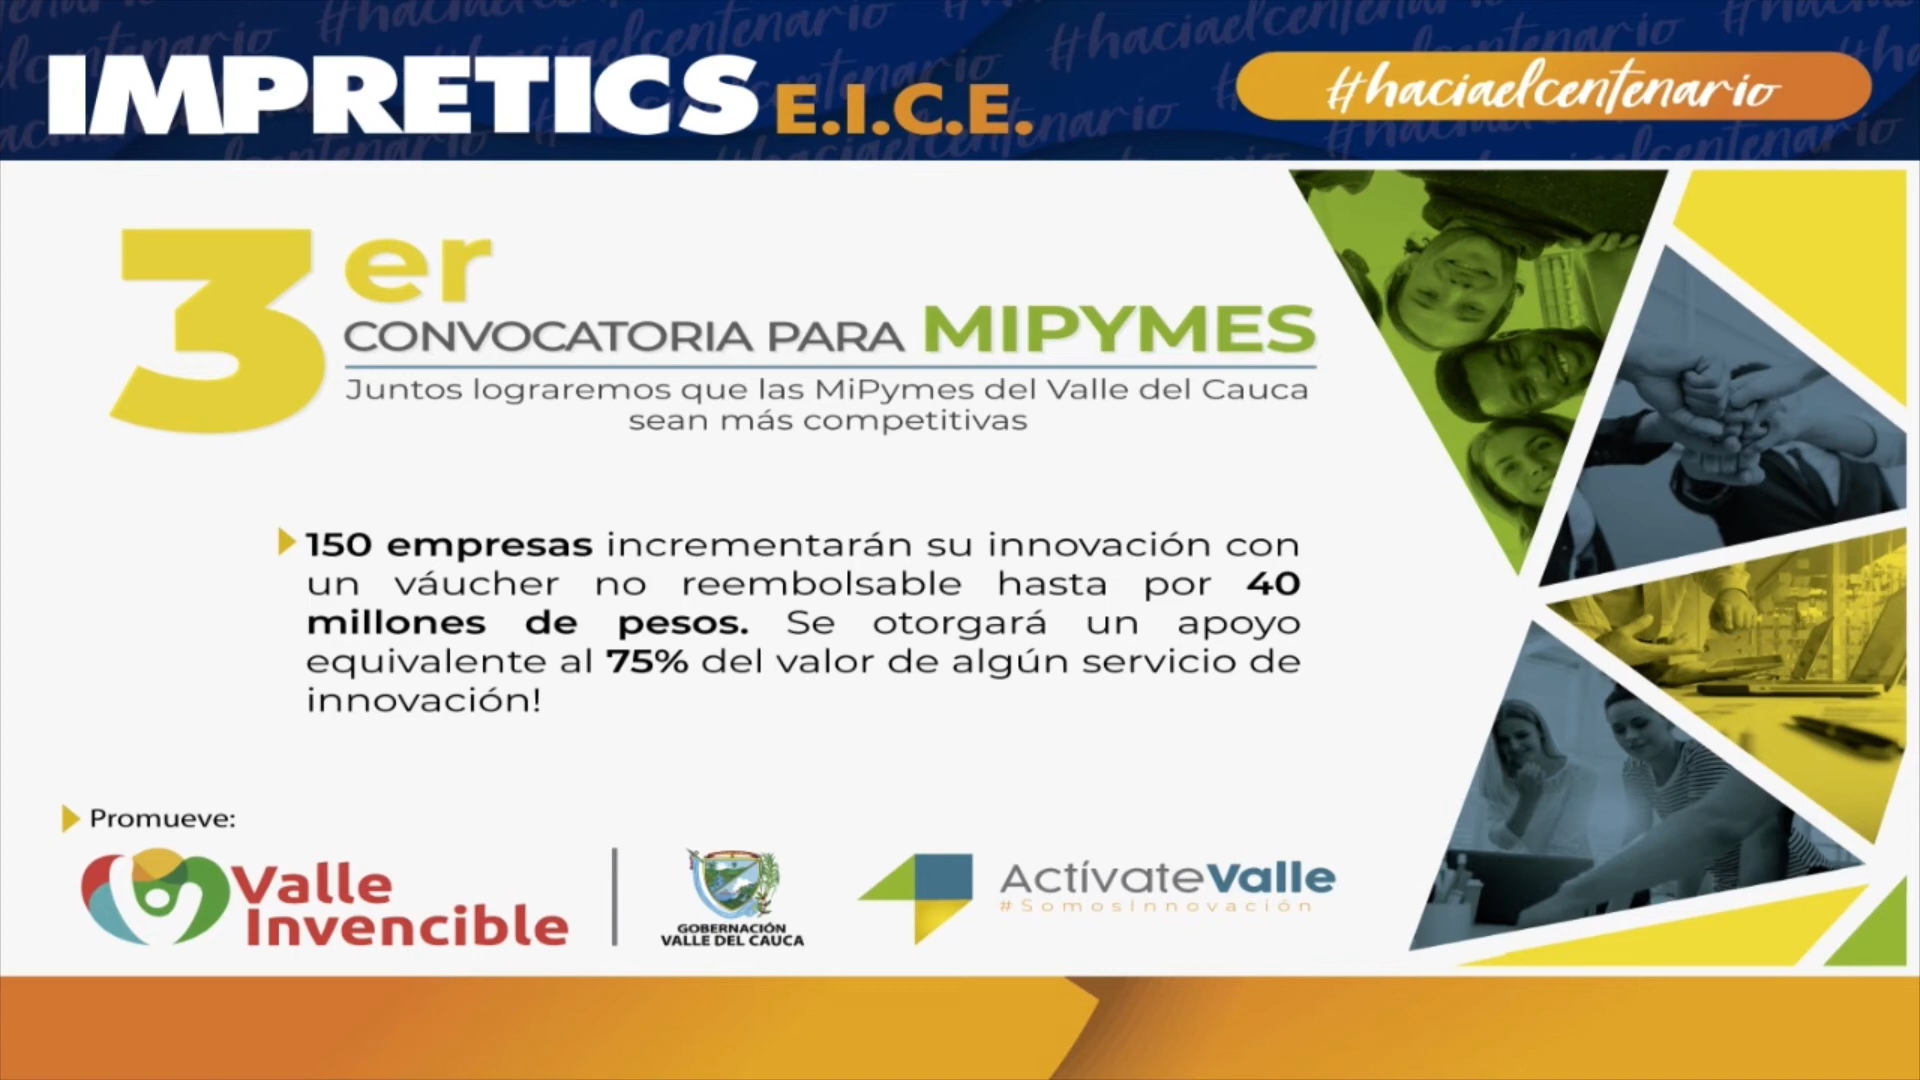 IMPRETICS E.I.C.E.
#haciaelcentenario
3er
CONVOCATORIA PARA MIPYMES
Juntos lograremos que las MiPymes del Valle del Cauca
sean más competitivas
150 empresas incrementarán su innovación con
un váucher no reembolsable hasta por 40
millones de pesos. Se otorgará un apoyo
equivalente al 75% del valor de algún servicio de
innovación!
Promueve:
Valle
Invencible
GOBERNACIÓN
VALLE DEL CAUCA
ActívateValle
#SomosInnovación